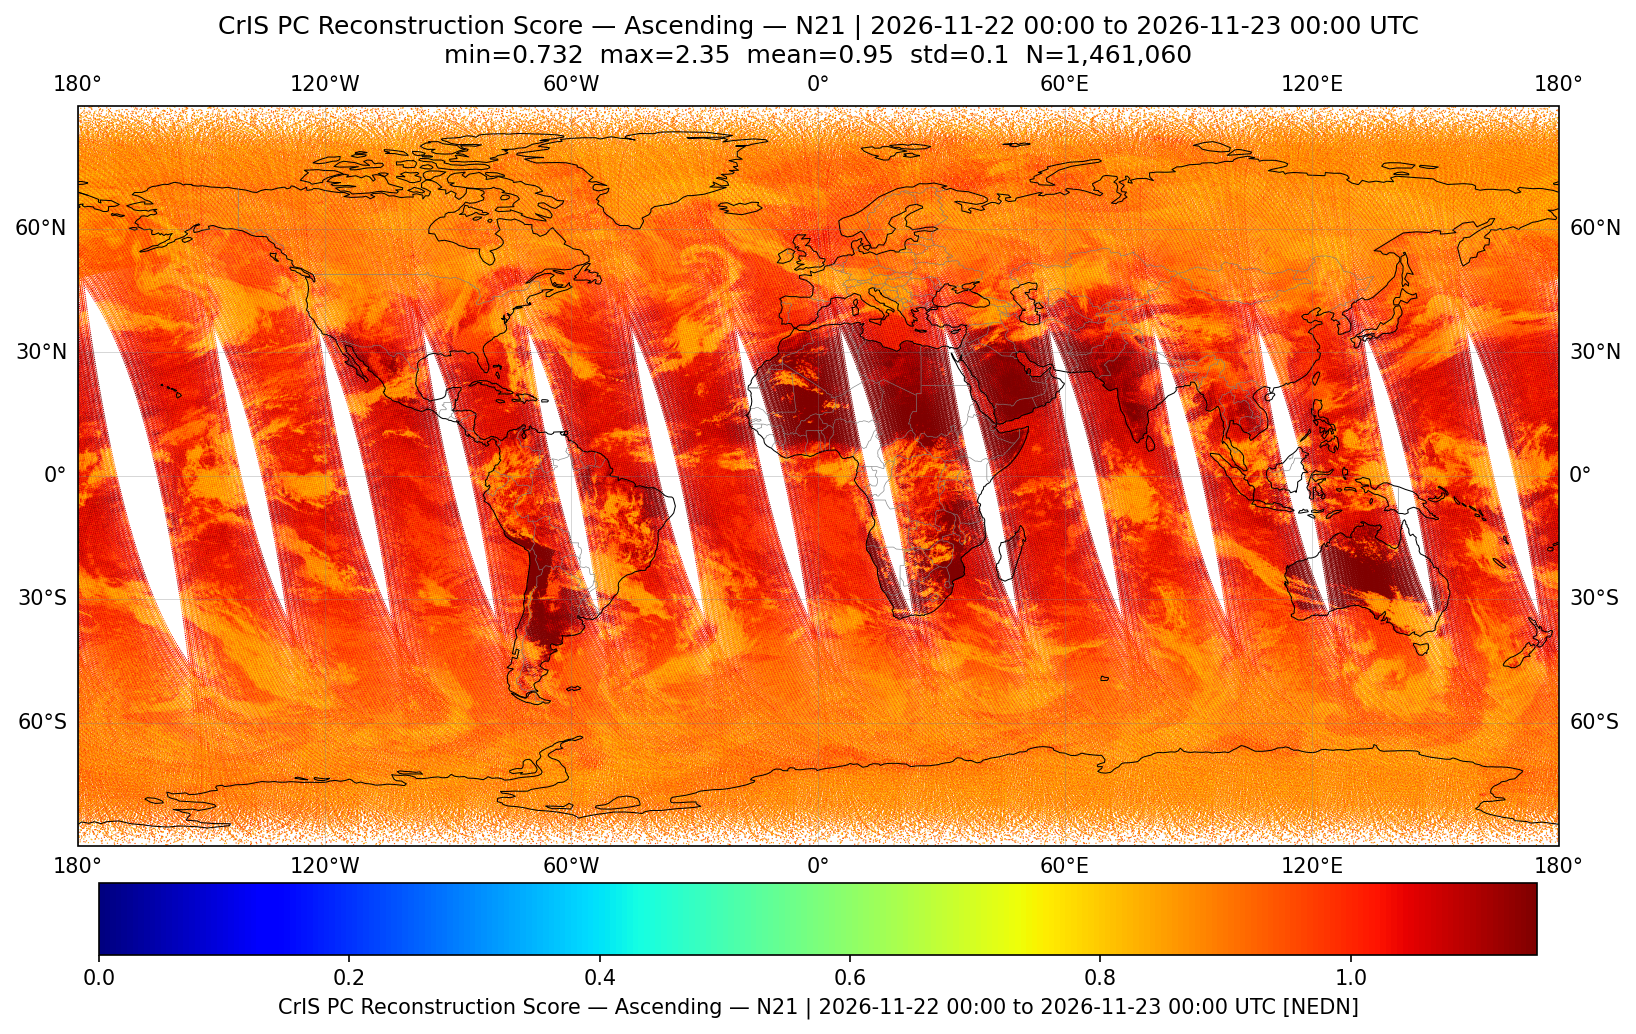 CrIS PC Reconstruction Score — Ascending — N21 | 2026-11-22 00:00 to 2026-11-23 00:00 UTC
min=0.732 max=2.35 mean=0.95 std=0.1 N=1,461,060
180° 120°W 60°W 0° 60°E 120°E 180°
60°N 60°N
30°N 30°N
0° 0°
30°S 30°S
60°S 60°S
180° 120°W 60°W 0° 60°E 120°E 180°
0.0 0.2 0.4 0.6 0.8 1.0
CrIS PC Reconstruction Score — Ascending — N21 | 2026-11-22 00:00 to 2026-11-23 00:00 UTC [NEDN]